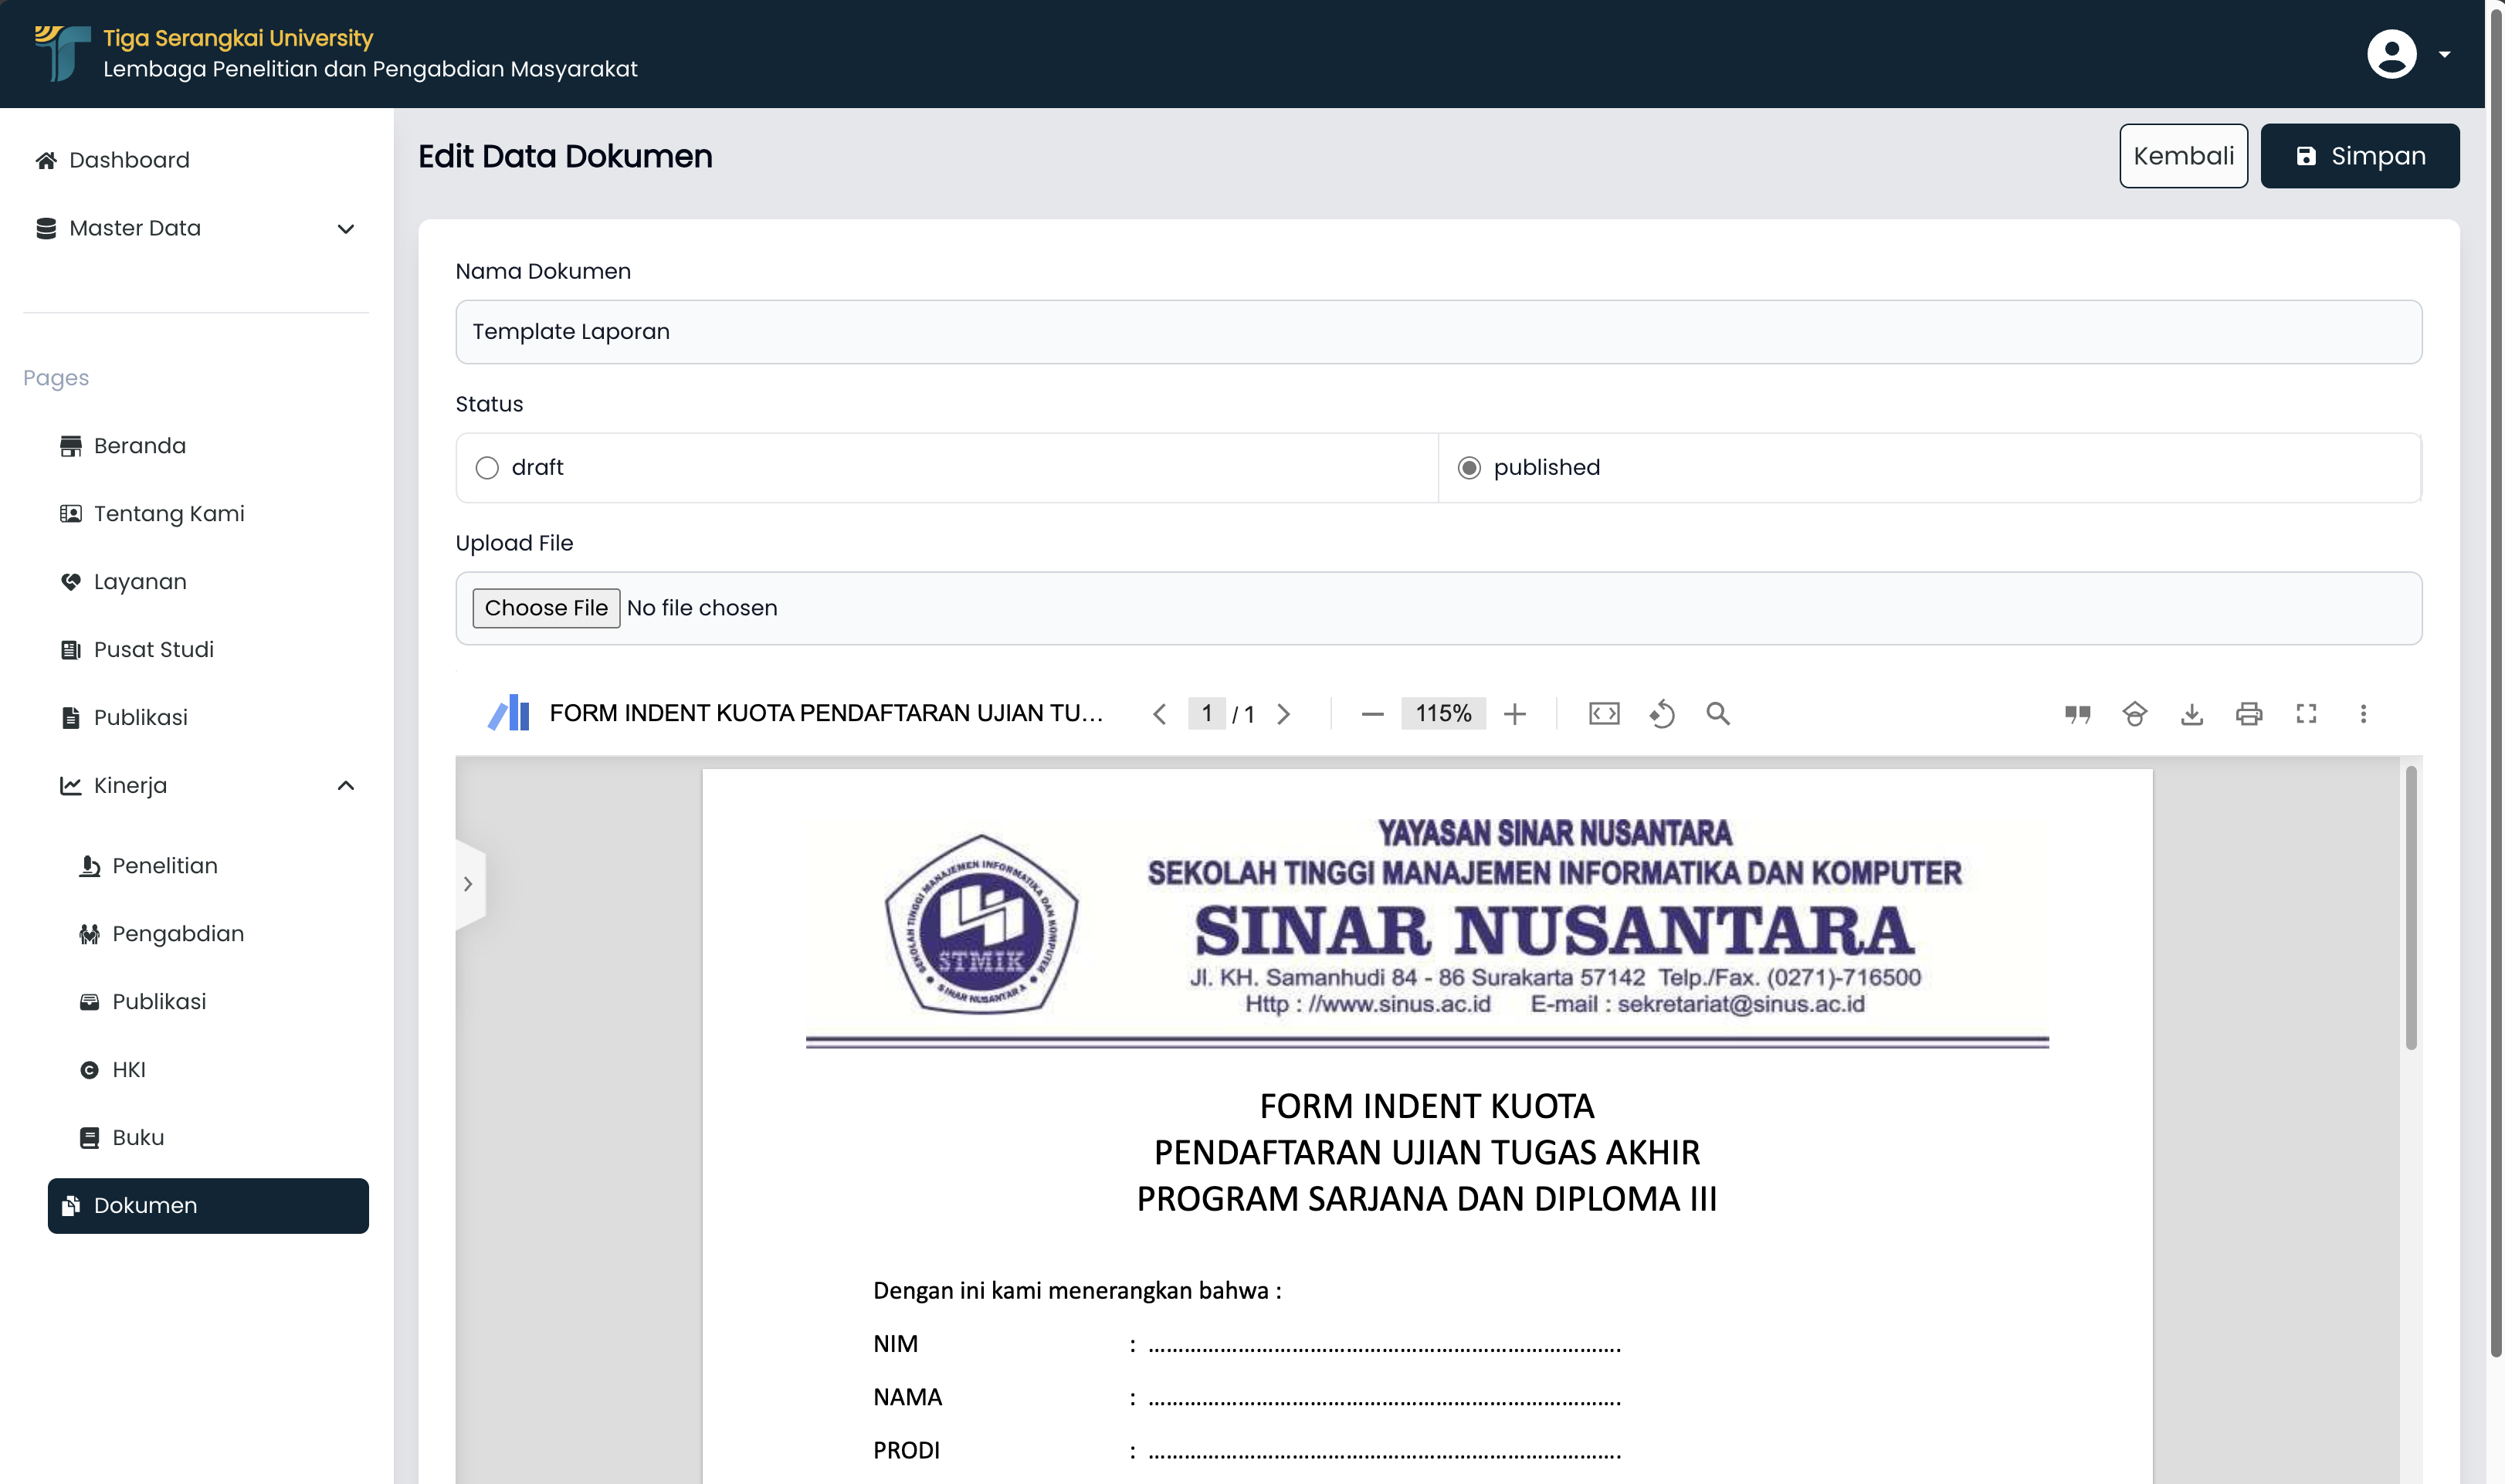 Tiga Serangkai University
Lembaga Penelitian dan Pengabdian Masyarakat
Dashboard
Master Data
Pages
Beranda
Tentang Kami
Layanan
Pusat Studi
Publikasi
Kinerja
Penelitian
Pengabdian
Publikasi
HKI
Buku
Dokumen
Edit Data Dokumen
Kembali
Simpan
Nama Dokumen
Template Laporan
Status
draft
published
Upload File
Choose File No file chosen
FORM INDENT KUOTA PENDAFTARAN UJIAN TU...
1 / 1
115%
SEKOLAH TINGGI MANAJEMEN INFORMATIKA DAN KOMPUTER
STMIK
SINAR NUSANTARA
YAYASAN SINAR NUSANTARA
SEKOLAH TINGGI MANAJEMEN INFORMATIKA DAN KOMPUTER
SINAR NUSANTARA
Jl. KH. Samanhudi 84 - 86 Surakarta 57142 Telp./Fax. (0271)-716500
Http : //www.sinus.ac.id E-mail : sekretariat@sinus.ac.id
FORM INDENT KUOTA
PENDAFTARAN UJIAN TUGAS AKHIR
PROGRAM SARJANA DAN DIPLOMA III
Dengan ini kami menerangkan bahwa :
NIM : ...............................................................................
NAMA : ...............................................................................
PRODI : ...............................................................................